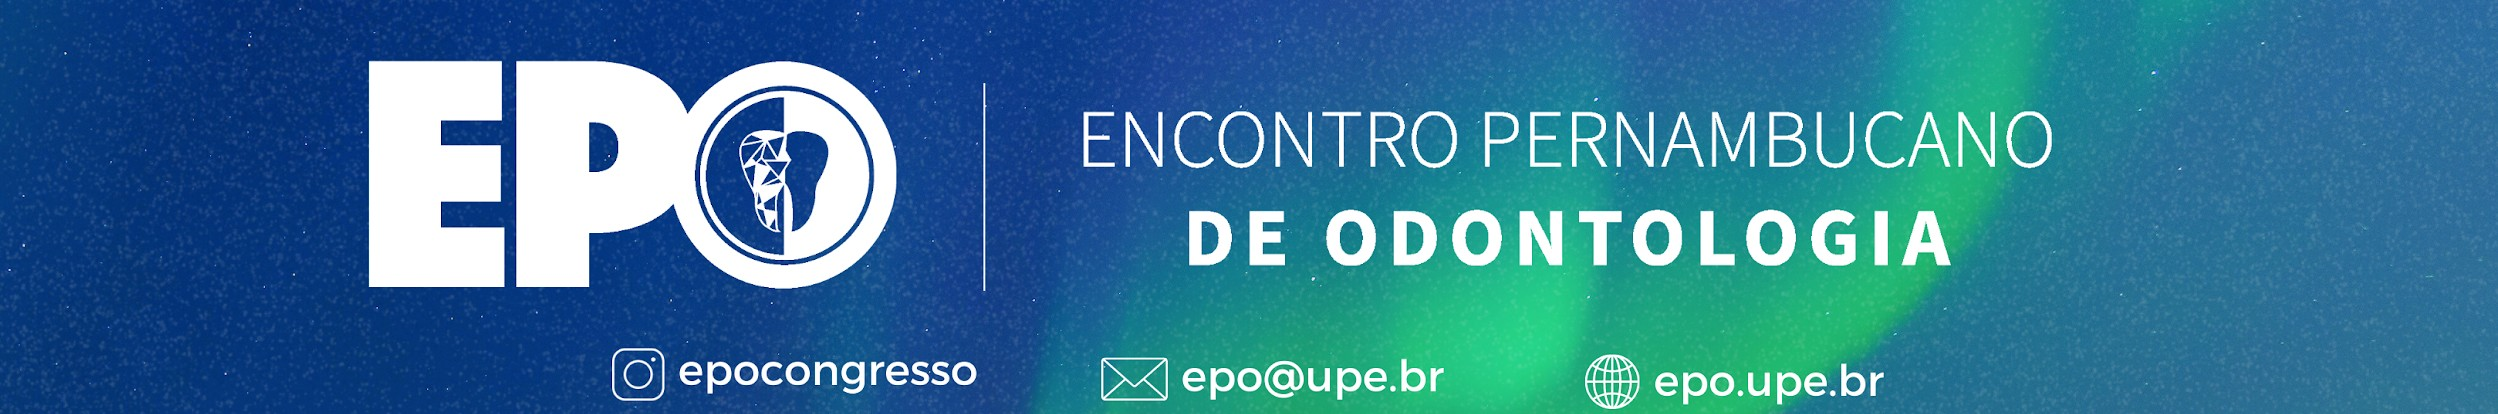 EPO
ENCONTRO PERNAMBUCANO
DE ODONTOLOGIA
epocongresso
epo@upe.br
epo.upe.br